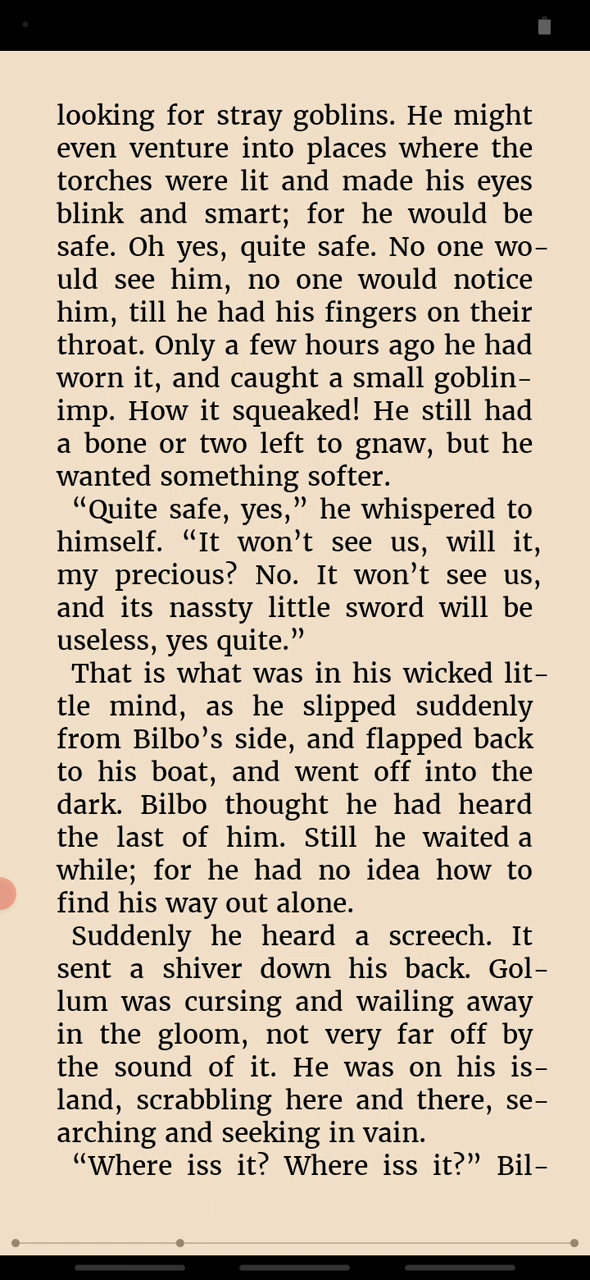 looking for stray goblins. He might
even venture into places where the
torches were lit and made his eyes
blink and smart; for he would be
safe. Oh yes, quite safe. No one wo-
uld see him, no one would notice
him, till he had his fingers on their
throat. Only a few hours ago he had
worn it, and caught a small goblin-
imp. How it squeaked! He still had
a bone or two left to gnaw, but he
wanted something softer.
“Quite safe, yes,” he whispered to
himself. “It won’t see us, will it,
my precious? No. It won’t see us,
and its nassty little sword will be
useless, yes quite.”
That is what was in his wicked lit-
tle mind, as he slipped suddenly
from Bilbo’s side, and flapped back
to his boat, and went off into the
dark. Bilbo thought he had heard
the last of him. Still he waited a
while; for he had no idea how to
find his way out alone.
Suddenly he heard a screech. It
sent a shiver down his back. Gol-
lum was cursing and wailing away
in the gloom, not very far off by
the sound of it. He was on his is-
land, scrabbling here and there, se-
arching and seeking in vain.
“Where iss it? Where iss it?” Bil-